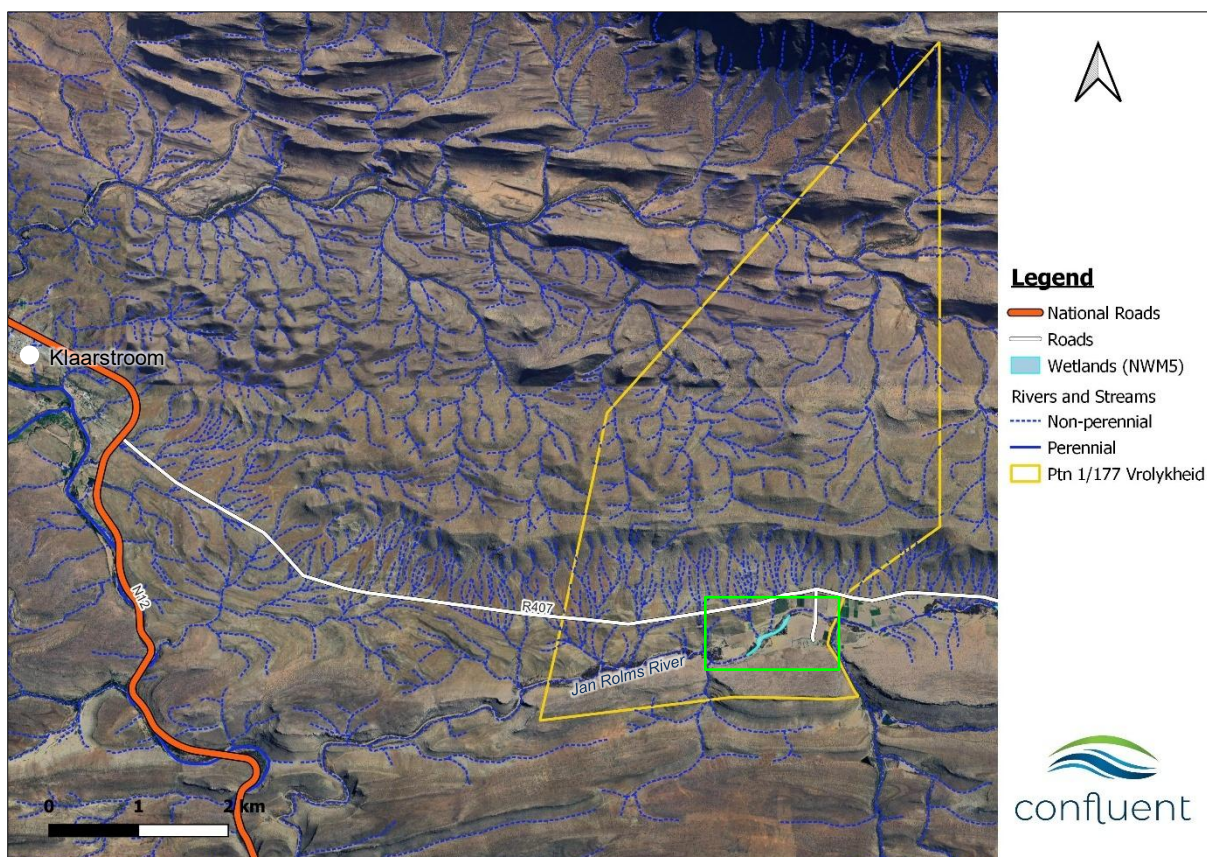 Klaarstroom
N12
R407
Jan Rolms River
0 1 2 km
Legend
National Roads
Roads
Wetlands (NWM5)
Rivers and Streams
Non-perennial
Perennial
Ptn 1/177 Vrolykheid
confluent